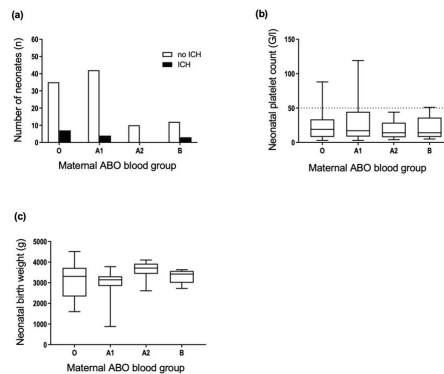 (a)
Number of neonates (n)
60
50
40
30
20
10
0
no ICH
ICH
O
A1
A2
B
Maternal ABO blood group
(b)
Neonatal platelet count (G/l)
150
100
50
0
O
A1
A2
B
Maternal ABO blood group
(c)
Neonatal birth weight (g)
5000
4000
3000
2000
1000
0
O
A1
A2
B
Maternal ABO blood group